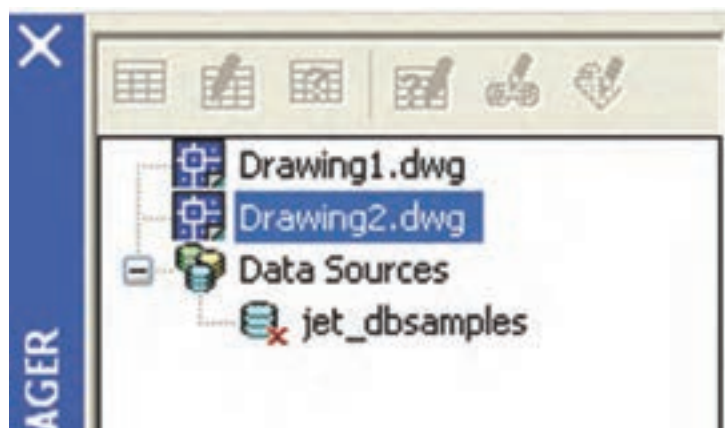 Drawing1.dwg
Drawing2.dwg
Data Sources
jet_dbsamples
AGER